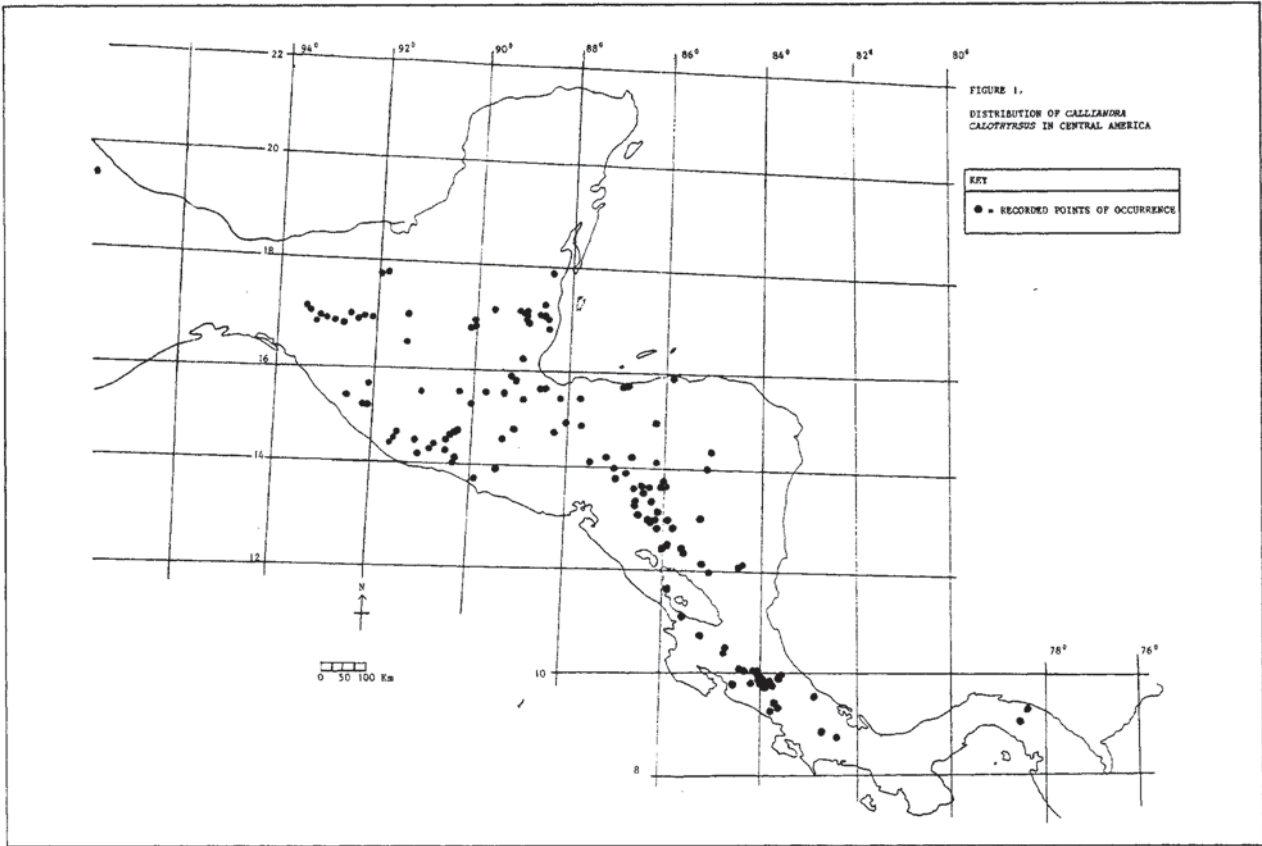 94° 92° 90° 88° 86° 84° 82° 80°
22
20
18
16
14
12
10
8
78° 76°
FIGURE 1.
DISTRIBUTION OF CALLIANDRA
CALOTHYRSUS IN CENTRAL AMERICA
KEY
● = RECORDED POINTS OF OCCURRENCE
N
0 50 100 Km